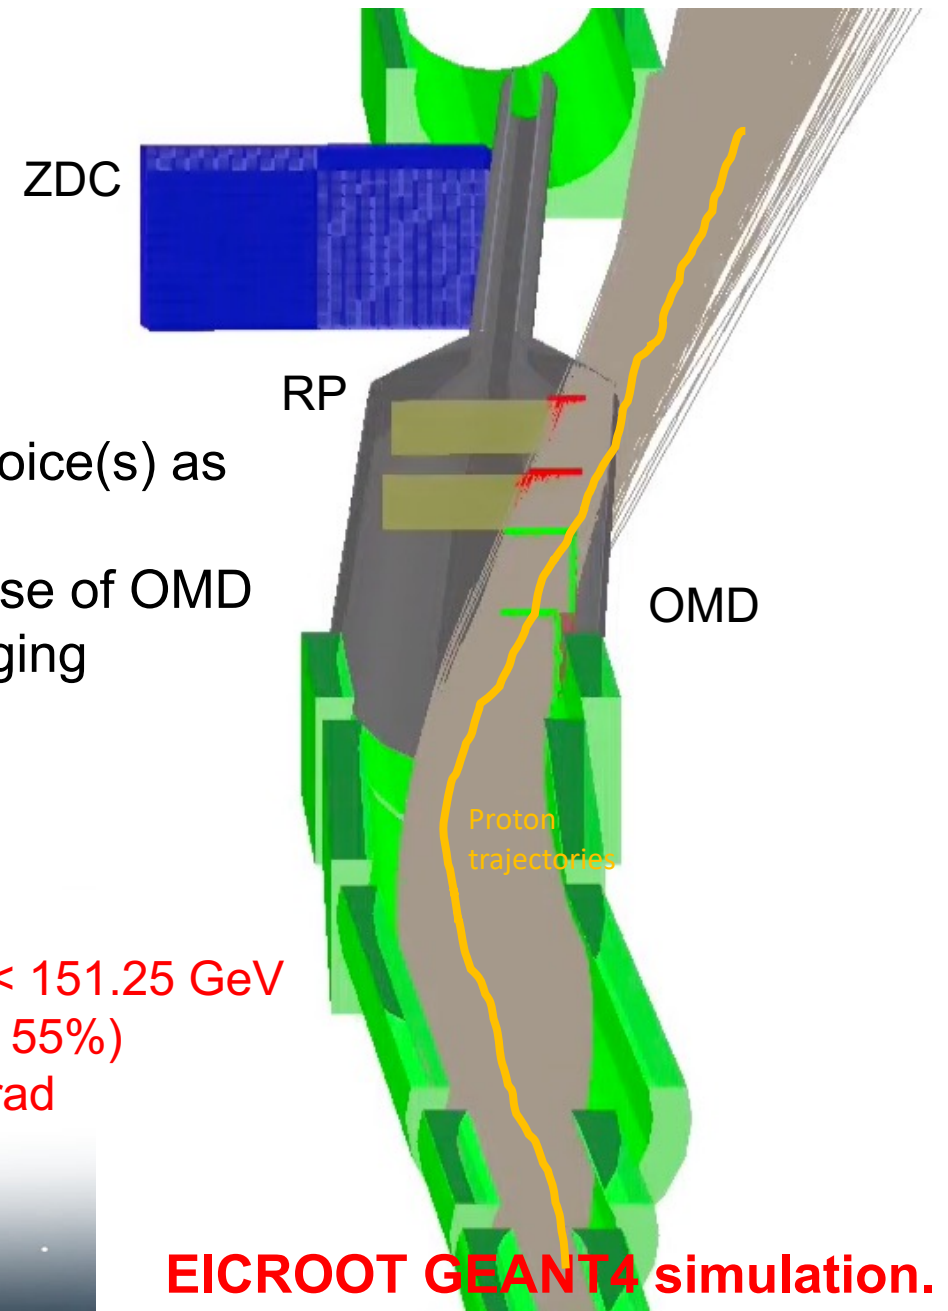 ZDC
RP
oice(s) as
se of OMD
ging
OMD
Proton
trajectories
< 151.25 GeV
55%)
rad
EICROOT GEANT4 simulation.